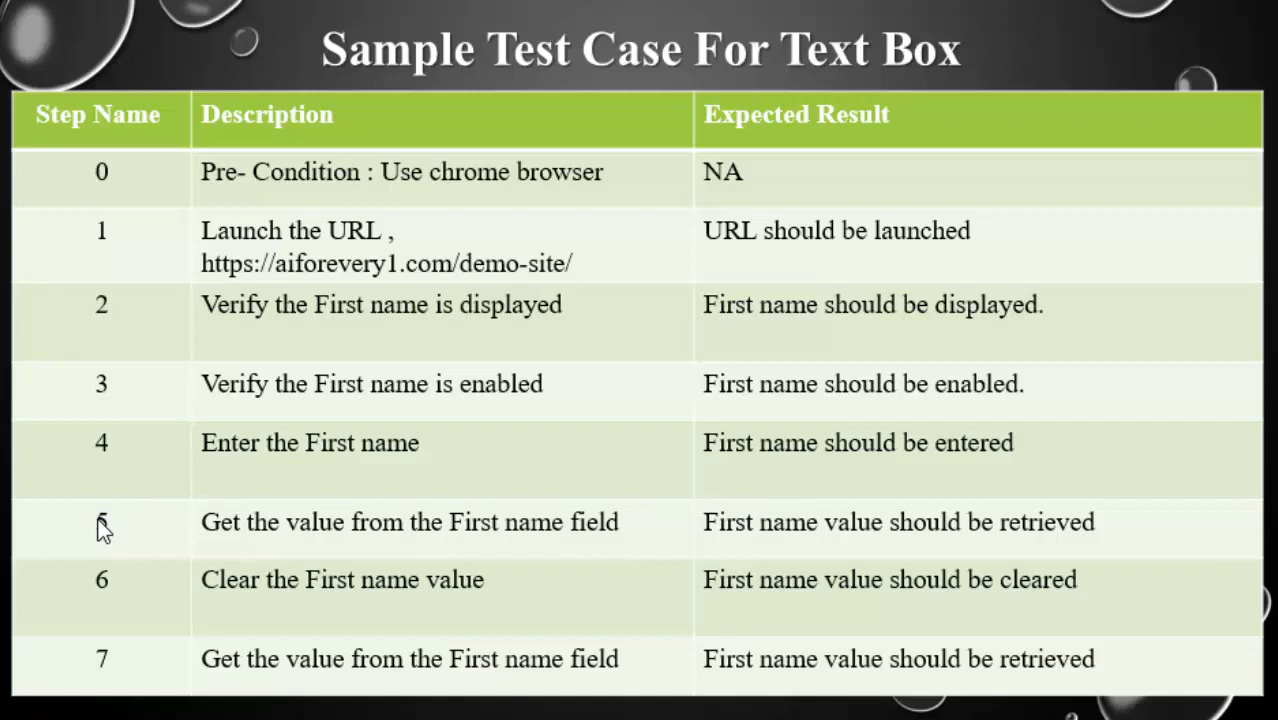 Sample Test Case For Text Box
Step Name Description Expected Result
0 Pre- Condition : Use chrome browser NA
1 Launch the URL , URL should be launched
https://aiforevery1.com/demo-site/
2 Verify the First name is displayed First name should be displayed.
3 Verify the First name is enabled First name should be enabled.
4 Enter the First name First name should be entered
5 Get the value from the First name field First name value should be retrieved
6 Clear the First name value First name value should be cleared
7 Get the value from the First name field First name value should be retrieved